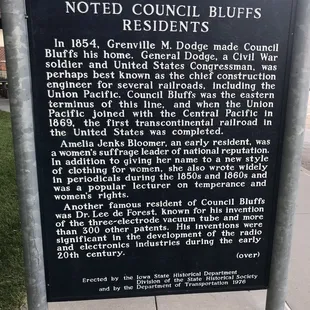 NOTED COUNCIL BLUFFS
RESIDENTS
In 1854, Grenville M. Dodge made Council
Bluffs his home. General Dodge, a Civil War
soldier and United States Congressman, was
perhaps best known as the chief construction
engineer for several railroads, including the
Union Pacific. Council Bluffs was the eastern
terminus of this line, and when the Union
Pacific joined with the Central Pacific in
1869, the first transcontinental railroad in
the United States was completed.
Amelia Jenks Bloomer, an early resident, was
a women's suffrage leader of national reputation.
In addition to giving her name to a new style
of clothing for women, she also wrote widely
in periodicals during the 1850s and 1860s and
was a popular lecturer on temperance and
women's rights.
Another famous resident of Council Bluffs
was Dr. Lee de Forest, known for his invention
of the three-electrode vacuum tube and more
than 300 other patents. His inventions were
significant in the development of the radio
and electronics industries during the early
20th century. (over)
Erected by the Iowa State Historical Department
Division of the State Historical Society
and by the Department of Transportation 1976